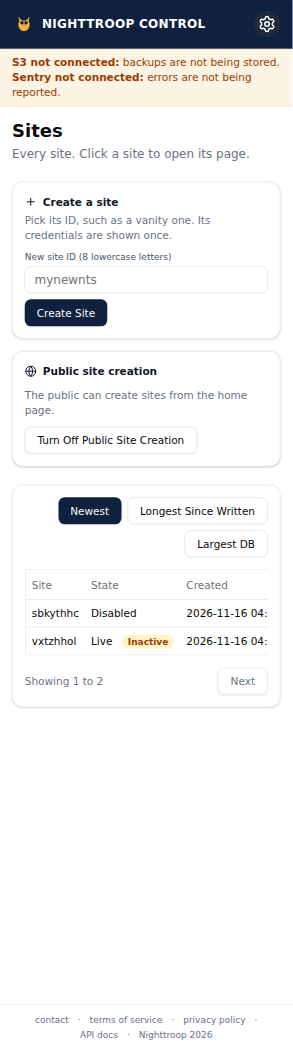 NIGHTTROOP CONTROL
S3 not connected: backups are not being stored.
Sentry not connected: errors are not being
reported.
Sites
Every site. Click a site to open its page.
Create a site
Pick its ID, such as a vanity one. Its
credentials are shown once.
New site ID (8 lowercase letters)
mynewnts
Create Site
Public site creation
The public can create sites from the home
page.
Turn Off Public Site Creation
Newest Longest Since Written
Largest DB
Site State Created
sbkythhc Disabled 2026-11-16 04:
vxtzhhol Live Inactive 2026-11-16 04:
Showing 1 to 2 Next
contact · terms of service · privacy policy ·
API docs · Nighttroop 2026